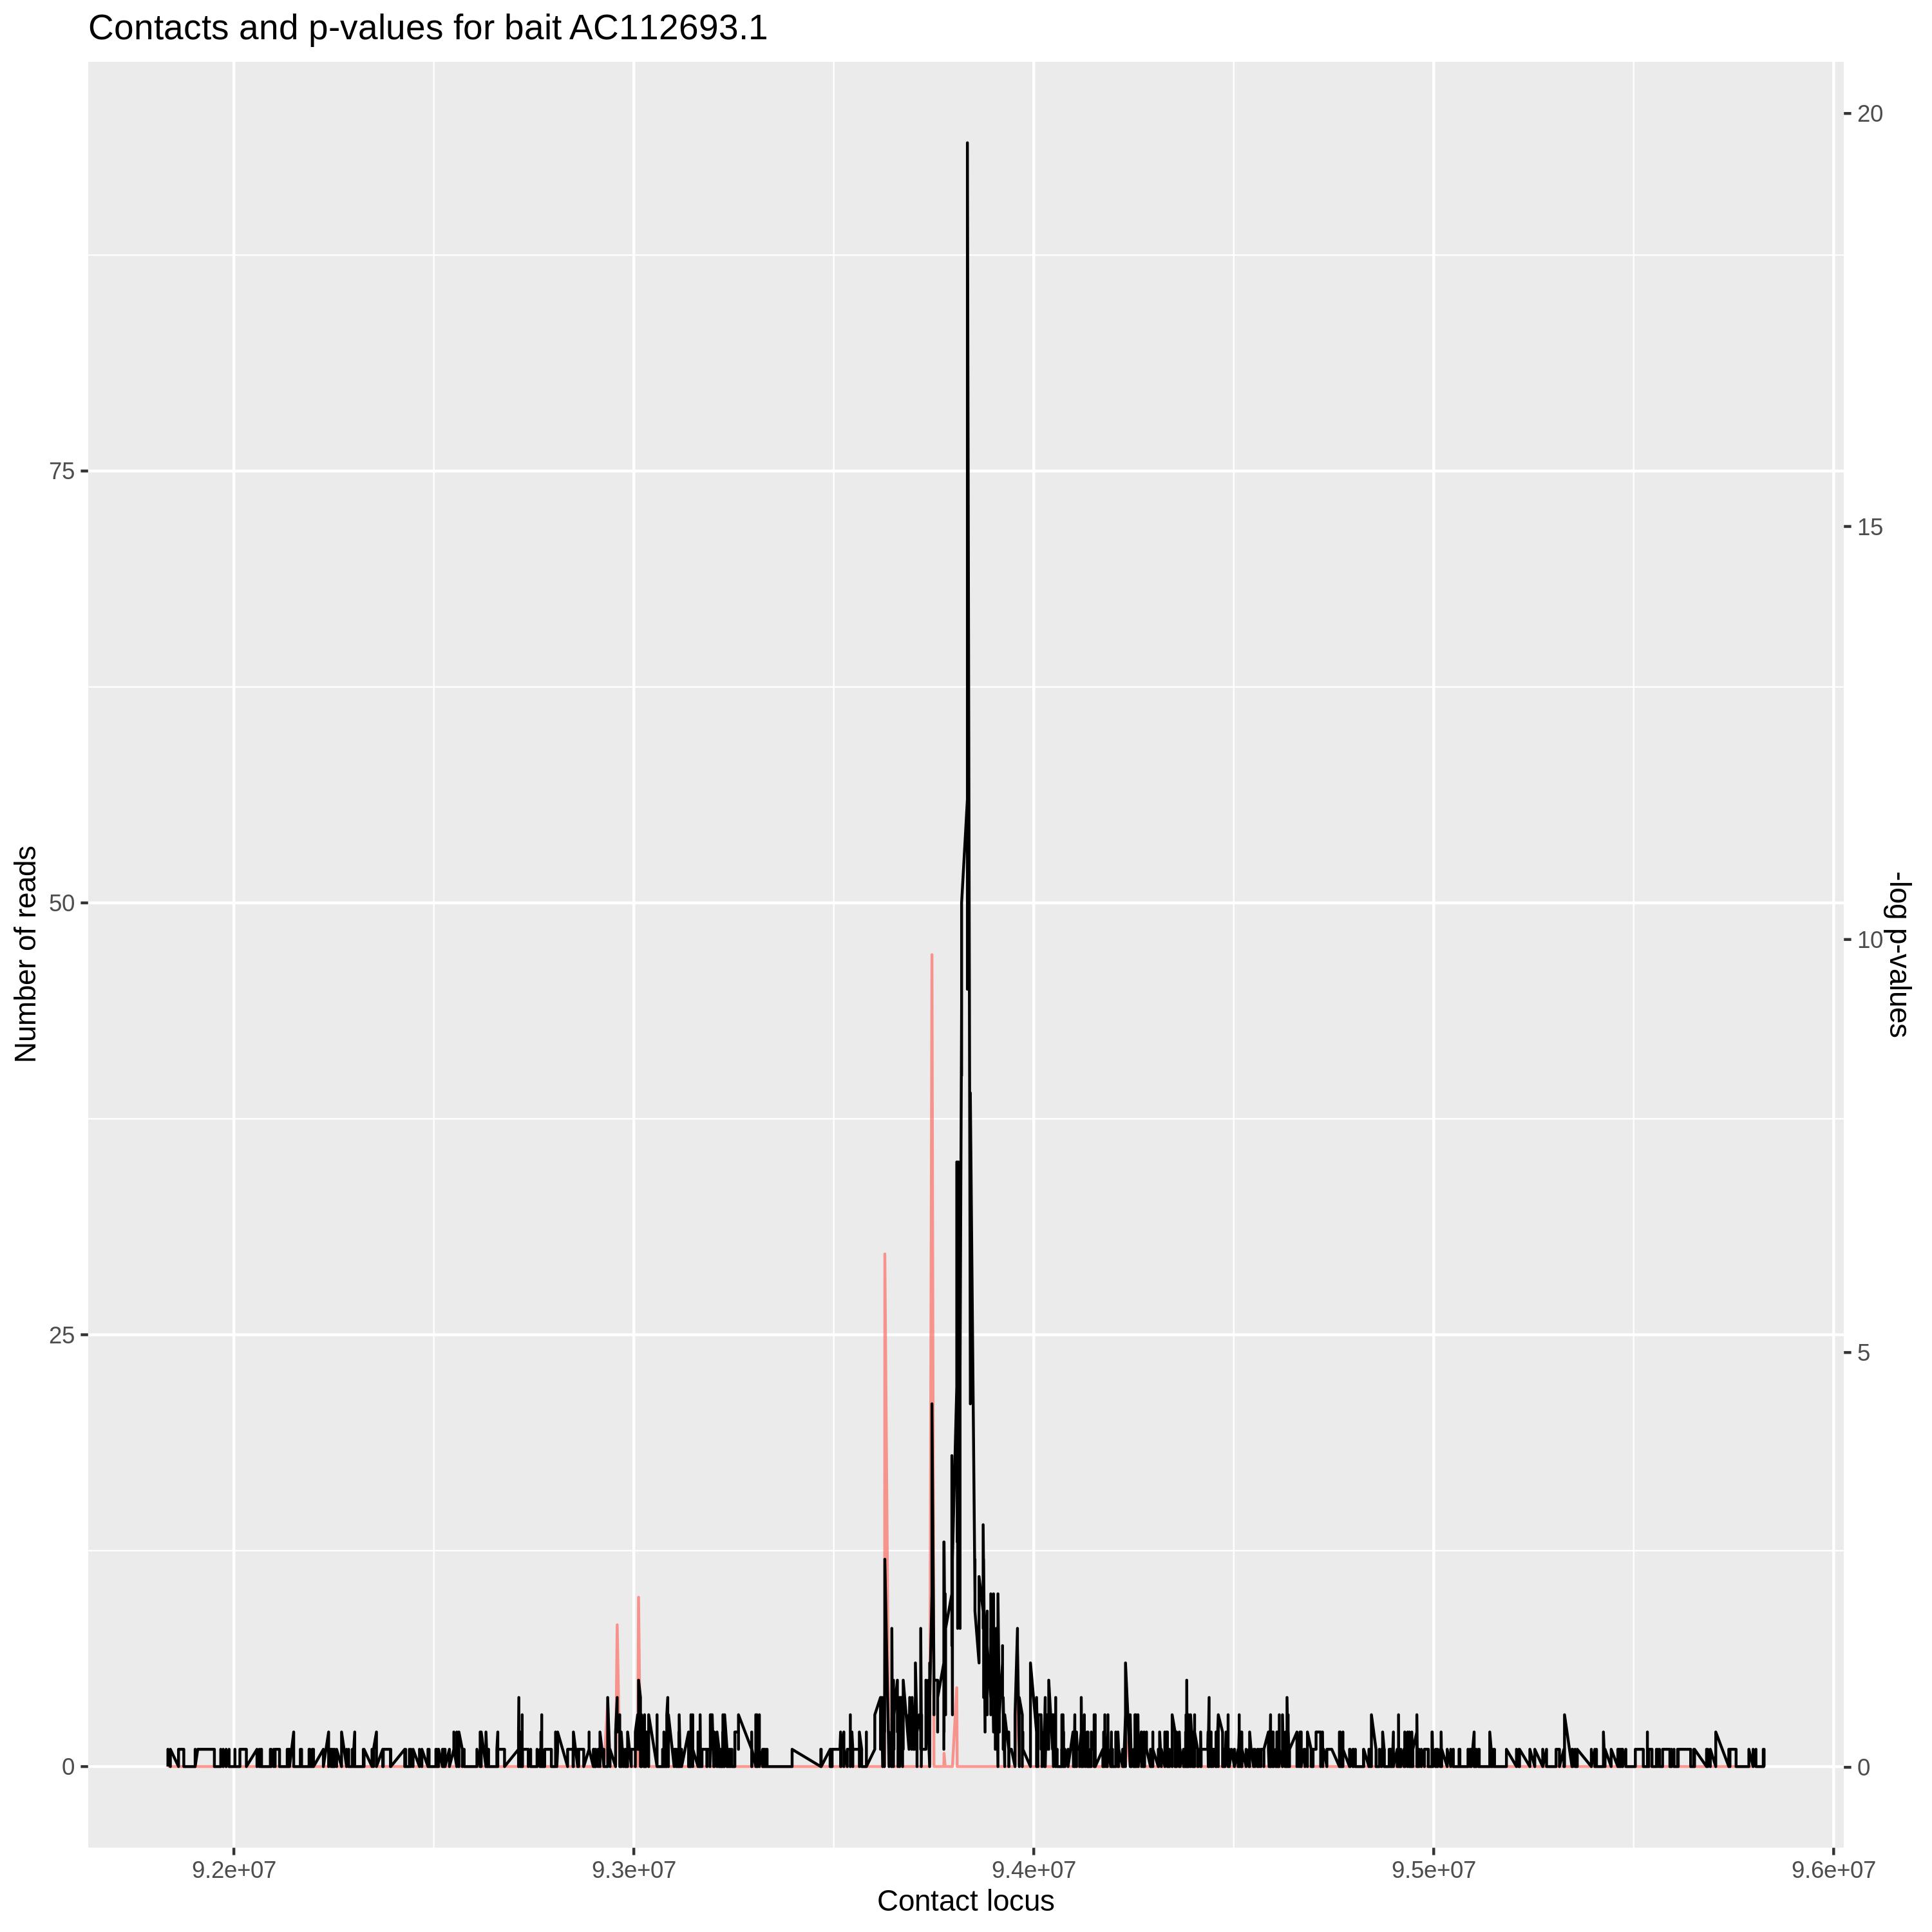 Contacts and p-values for bait AC112693.1
Number of reads
75
50
25
0
20
15
10
5
0
-log p-values
9.2e+07 9.3e+07 9.4e+07 9.5e+07 9.6e+07
Contact locus